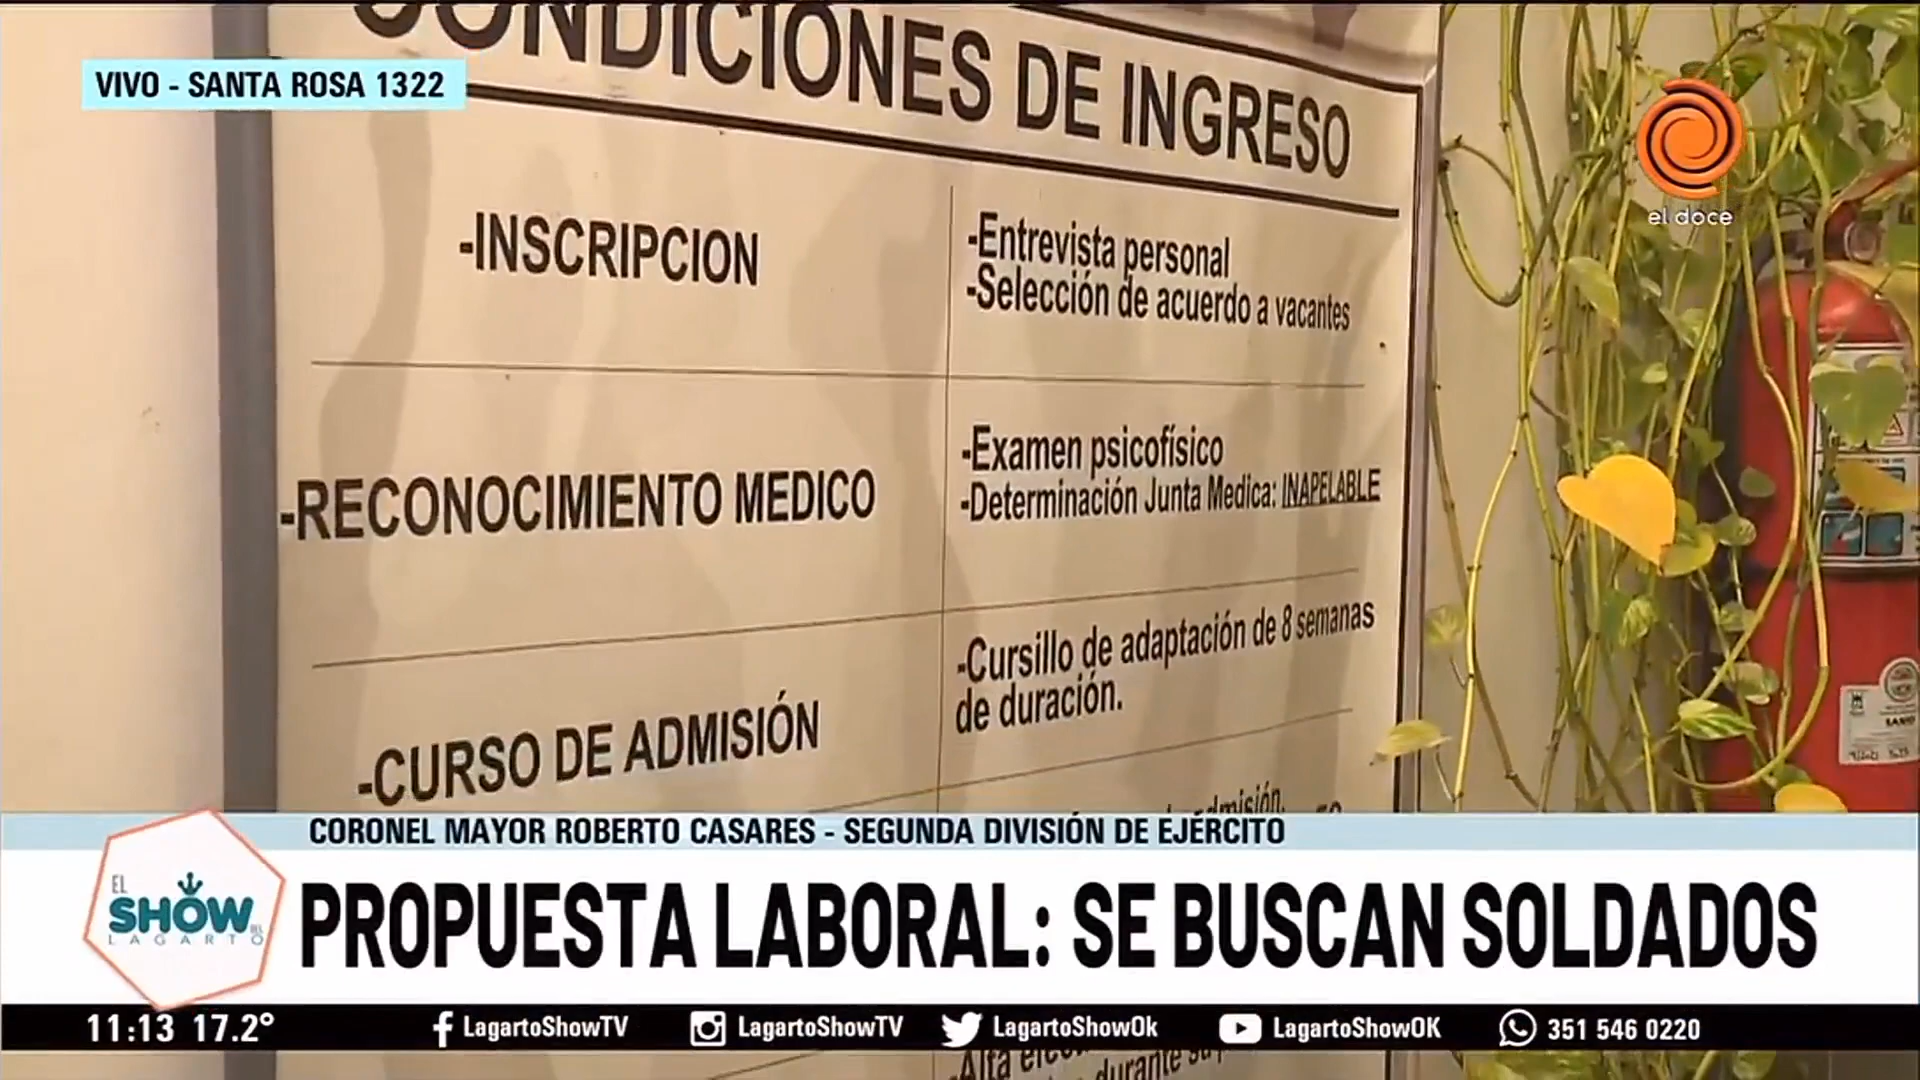 CONDICIONES DE INGRESO
VIVO - SANTA ROSA 1322
el doce
-INSCRIPCION
-Entrevista personal
-Selección de acuerdo a vacantes
-RECONOCIMIENTO MEDICO
-Examen psicofísico
-Determinación Junta Medica: INAPELABLE
-CURSO DE ADMISIÓN
-Cursillo de adaptación de 8 semanas
de duración.
CORONEL MAYOR ROBERTO CASARES - SEGUNDA DIVISIÓN DE EJÉRCITO
EL
SHOW
DEL
LAGARTO
PROPUESTA LABORAL: SE BUSCAN SOLDADOS
11:13 17.2°
LagartoShowTV
LagartoShowTV
LagartoShowOk
LagartoShowOK
351 546 0220
-Alta
durante su